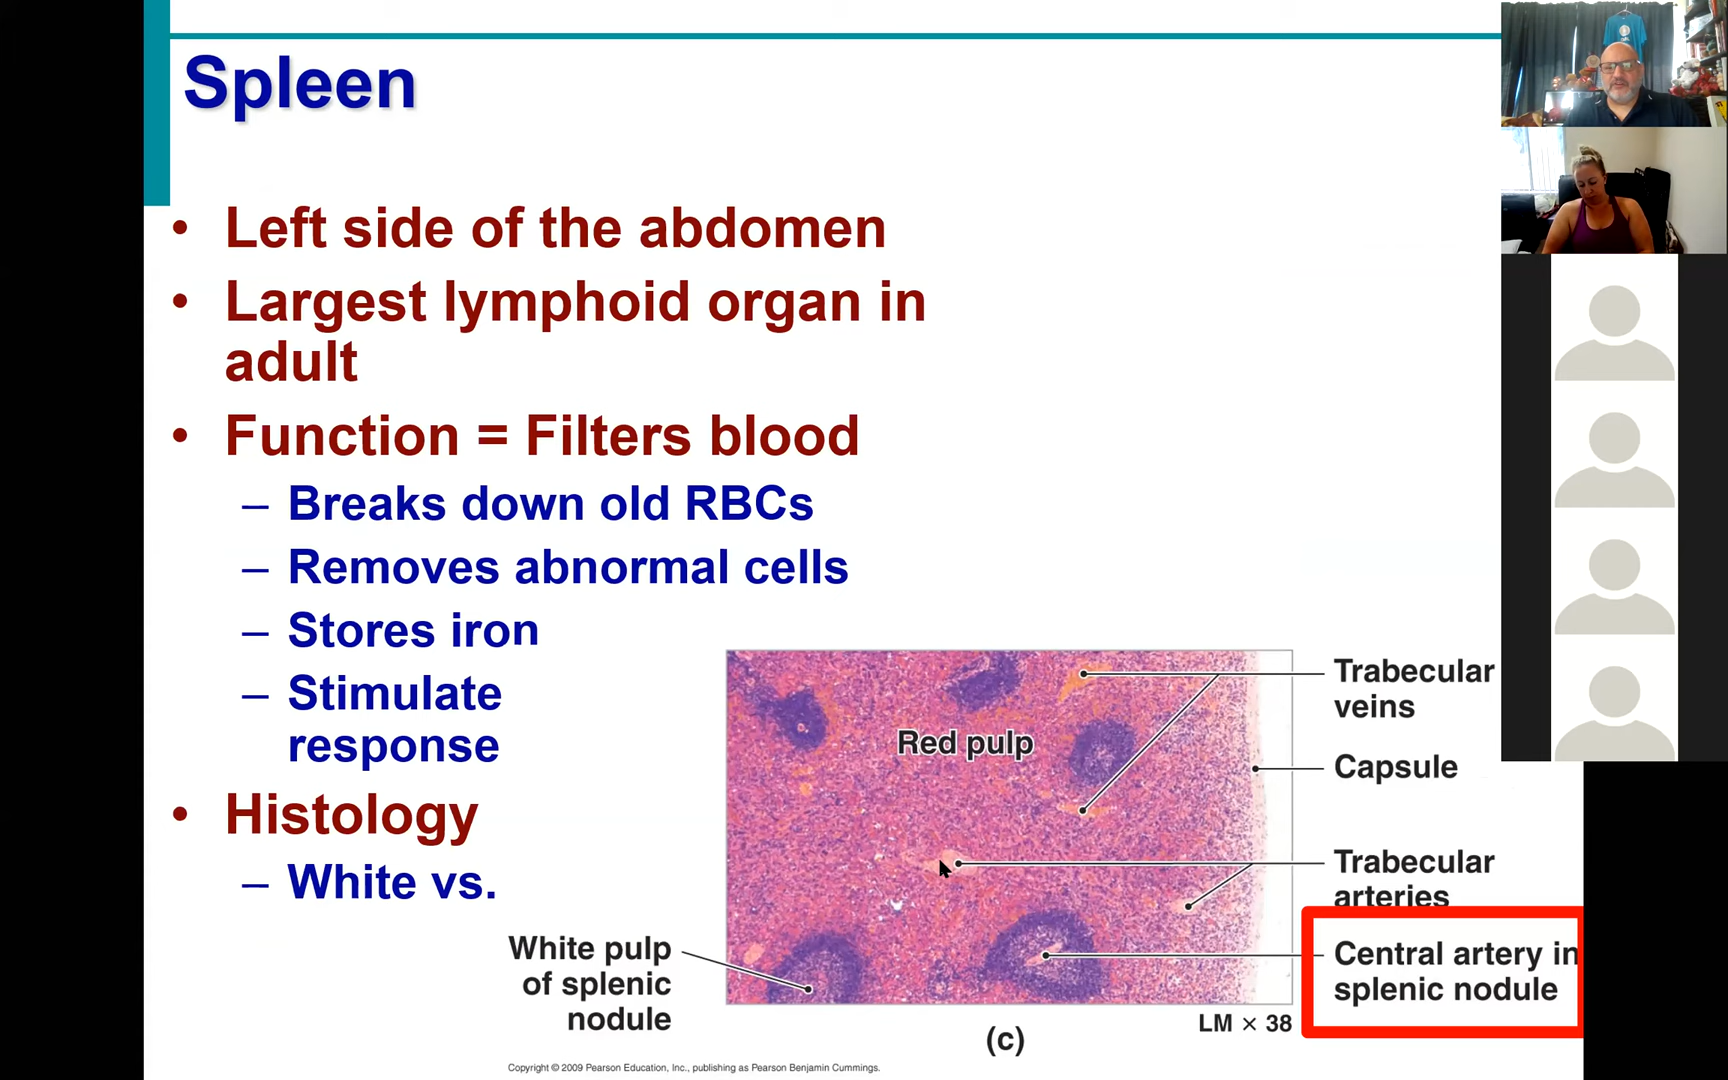 Spleen
• Left side of the abdomen
• Largest lymphoid organ in
adult
• Function = Filters blood
– Breaks down old RBCs
– Removes abnormal cells
– Stores iron
– Stimulate
response
• Histology
– White vs.
Red pulp
Trabecular
veins
Capsule
Trabecular
arteries
Central artery in
splenic nodule
White pulp
of splenic
nodule
LM × 38
(c)
Copyright © 2009 Pearson Education, Inc., publishing as Pearson Benjamin Cummings.